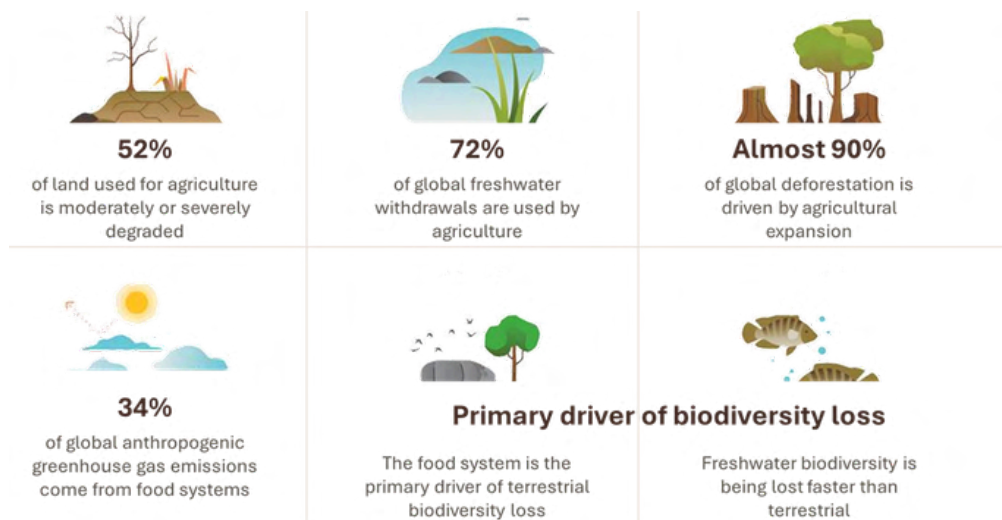 52%
of land used for agriculture
is moderately or severely
degraded
72%
of global freshwater
withdrawals are used by
agriculture
Almost 90%
of global deforestation is
driven by agricultural
expansion
34%
of global anthropogenic
greenhouse gas emissions
come from food systems
Primary driver of biodiversity loss
The food system is the
primary driver of terrestrial
biodiversity loss
Freshwater biodiversity is
being lost faster than
terrestrial